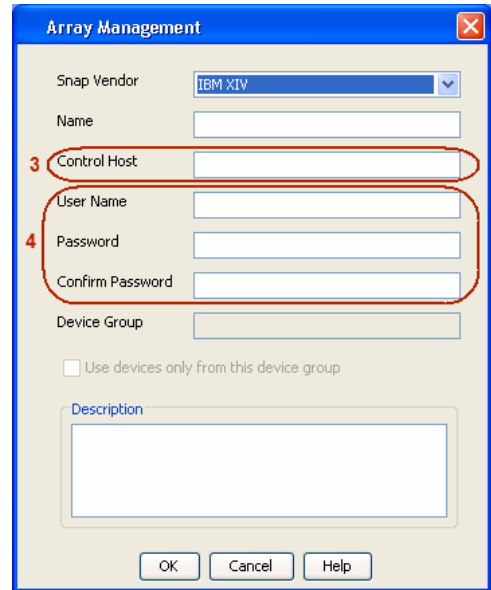 Array Management
Snap Vendor IBM XIV
Name
3 Control Host
User Name
4 Password
Confirm Password
Device Group
Use devices only from this device group
Description
OK Cancel Help